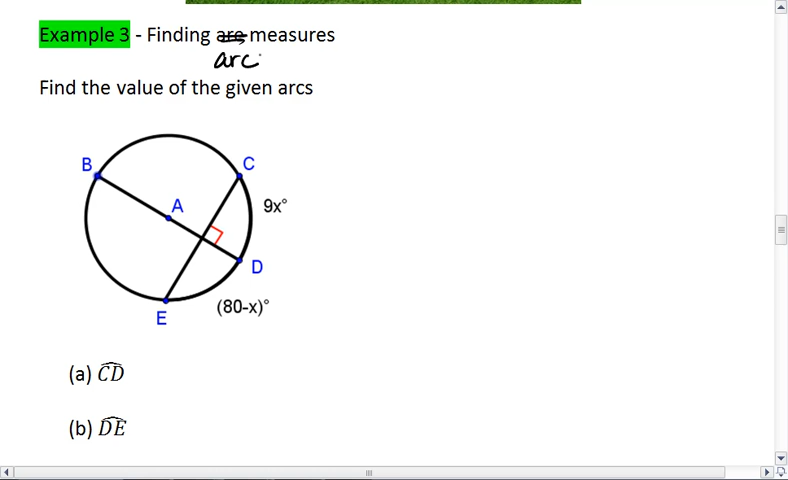 Example 3 - Finding are measures
arc
Find the value of the given arcs
B
C
A
9x°
D
(80-x)°
E
(a) CD
(b) DE